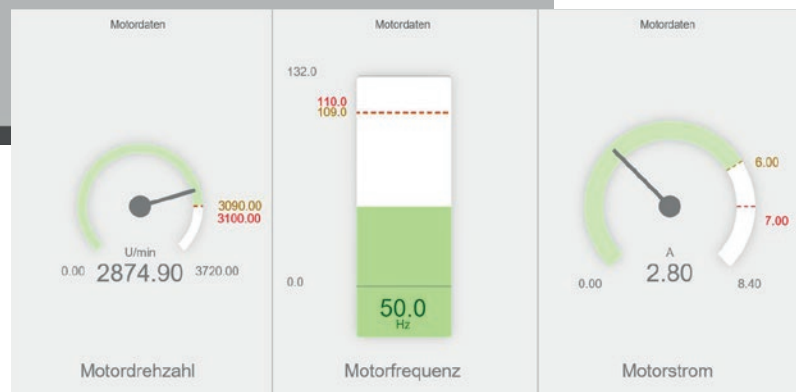 Motordaten
3090.00
3100.00
U/min
0.00
2874.90
3720.00
Motordrehzahl
Motordaten
132.0
110.0
109.0
0.0
50.0
Hz
Motorfrequenz
Motordaten
6.00
7.00
A
0.00
2.80
8.40
Motorstrom